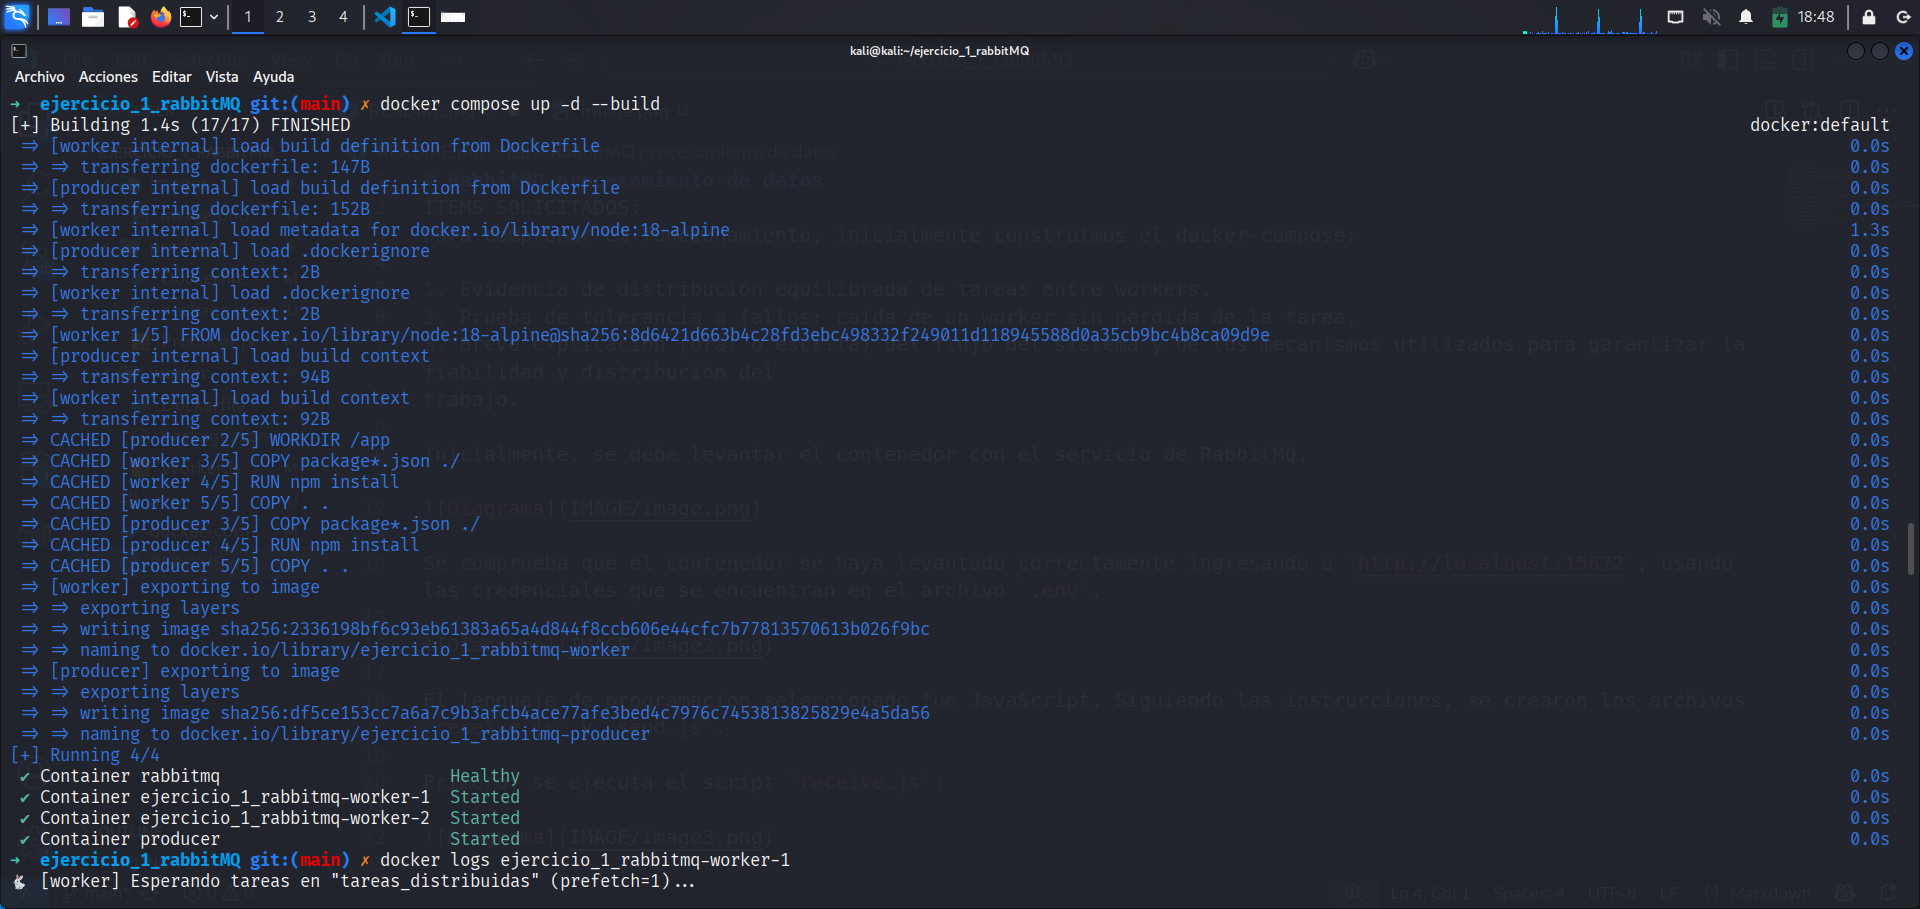 1 2 3 4 18:48
kali@kali:~/ejercicio_1_rabbitMQ
Archivo Acciones Editar Vista Ayuda
➜ ejercicio_1_rabbitMQ git:(main) ✗ docker compose up -d --build
[+] Building 1.4s (17/17) FINISHED docker:default
=> [worker internal] load build definition from Dockerfile 0.0s
=> => transferring dockerfile: 147B 0.0s
=> [producer internal] load build definition from Dockerfile 0.0s
=> => transferring dockerfile: 152B 0.0s
=> [worker internal] load metadata for docker.io/library/node:18-alpine 1.3s
=> [producer internal] load .dockerignore 0.0s
=> => transferring context: 2B 0.0s
=> [worker internal] load .dockerignore 0.0s
=> => transferring context: 2B 0.0s
=> [worker 1/5] FROM docker.io/library/node:18-alpine@sha256:8d6421d663b4c28fd3ebc498332f249011d118945588d0a35cb9bc4b8ca09d9e 0.0s
=> [producer internal] load build context 0.0s
=> => transferring context: 94B 0.0s
=> [worker internal] load build context 0.0s
=> => transferring context: 92B 0.0s
=> CACHED [producer 2/5] WORKDIR /app 0.0s
=> CACHED [worker 3/5] COPY package*.json ./ 0.0s
=> CACHED [worker 4/5] RUN npm install 0.0s
=> CACHED [worker 5/5] COPY . . 0.0s
=> CACHED [producer 3/5] COPY package*.json ./ 0.0s
=> CACHED [producer 4/5] RUN npm install 0.0s
=> CACHED [producer 5/5] COPY . . 0.0s
=> [worker] exporting to image 0.0s
=> => exporting layers 0.0s
=> => writing image sha256:2336198bf6c93eb61383a65a4d844f8ccb606e44cfc7b77813570613b026f9bc 0.0s
=> => naming to docker.io/library/ejercicio_1_rabbitmq-worker 0.0s
=> [producer] exporting to image 0.0s
=> => exporting layers 0.0s
=> => writing image sha256:df5ce153cc7a6a7c9b3afcb4ace77afe3bed4c7976c7453813825829e4a5da56 0.0s
=> => naming to docker.io/library/ejercicio_1_rabbitmq-producer 0.0s
[+] Running 4/4
✔ Container rabbitmq Healthy 0.0s
✔ Container ejercicio_1_rabbitmq-worker-1 Started 0.0s
✔ Container ejercicio_1_rabbitmq-worker-2 Started 0.0s
✔ Container producer Started 0.0s
➜ ejercicio_1_rabbitMQ git:(main) ✗ docker logs ejercicio_1_rabbitmq-worker-1
🐇 [worker] Esperando tareas en "tareas_distribuidas" (prefetch=1)...